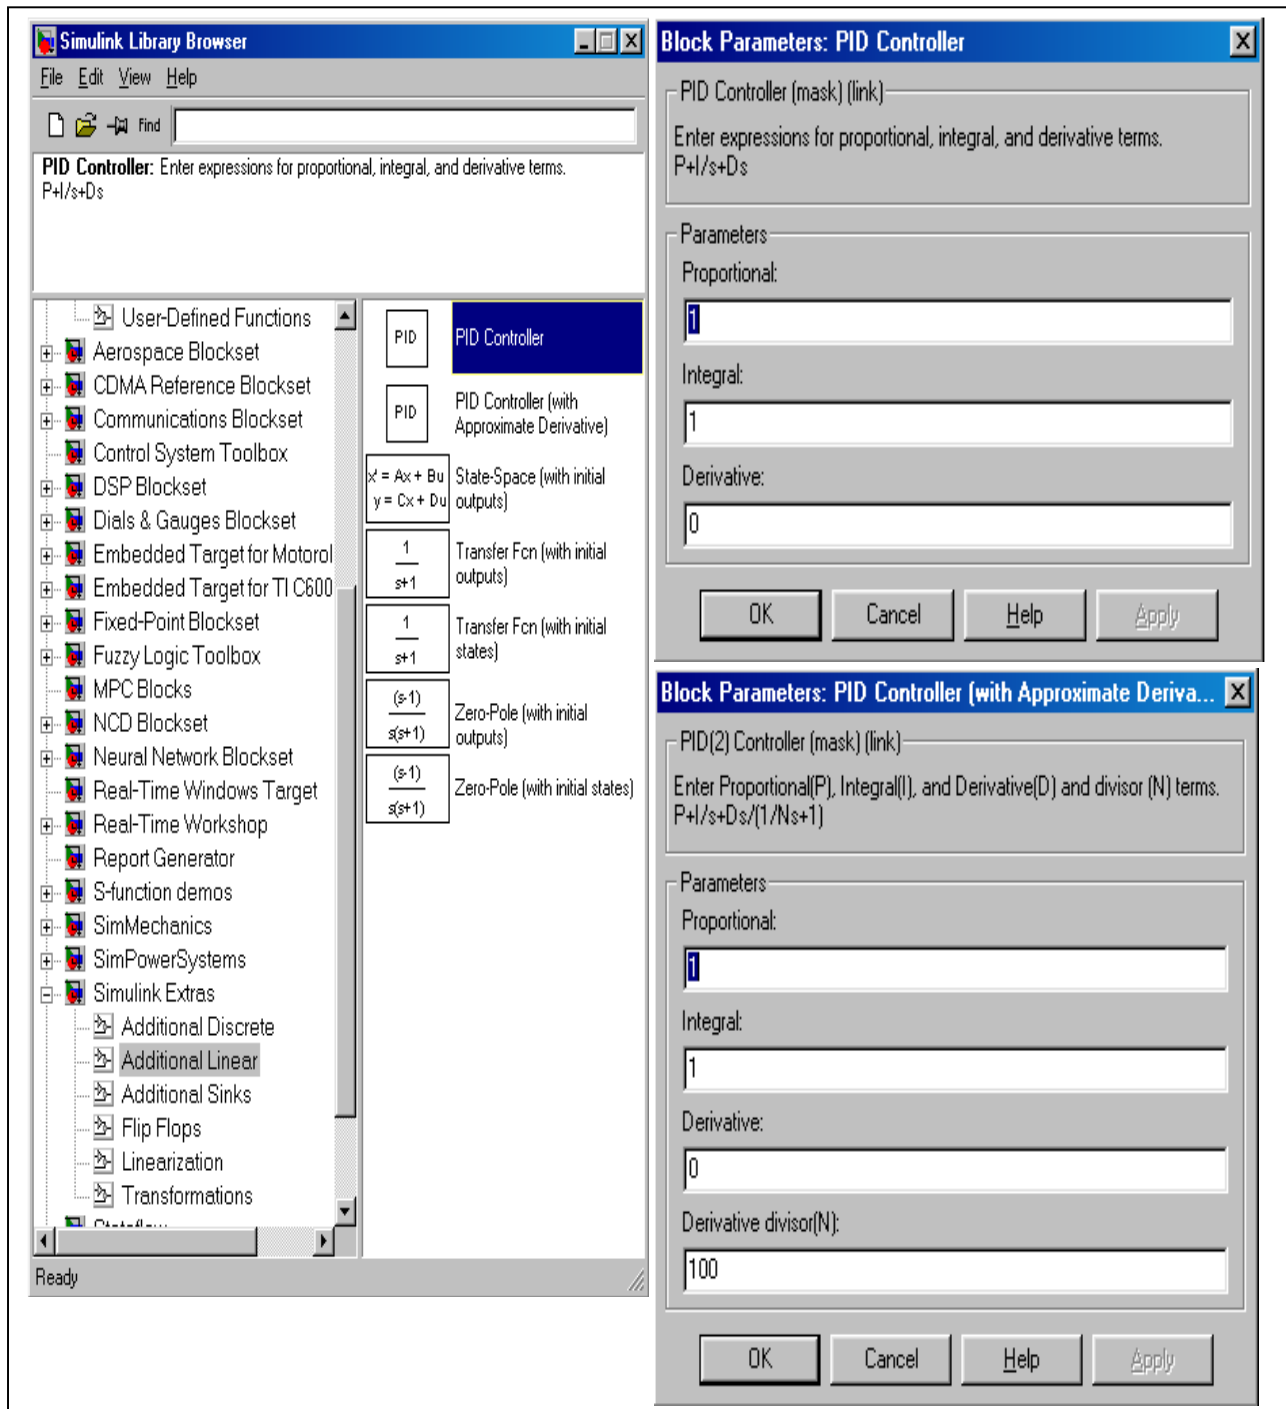 Simulink Library Browser
File Edit View Help
Find
PID Controller: Enter expressions for proportional, integral, and derivative terms.
P+I/s+Ds
User-Defined Functions
Aerospace Blockset
CDMA Reference Blockset
Communications Blockset
Control System Toolbox
DSP Blockset
Dials & Gauges Blockset
Embedded Target for Motorol
Embedded Target for TI C600
Fixed-Point Blockset
Fuzzy Logic Toolbox
MPC Blocks
NCD Blockset
Neural Network Blockset
Real-Time Windows Target
Real-Time Workshop
Report Generator
S-function demos
SimMechanics
SimPowerSystems
Simulink Extras
Additional Discrete
Additional Linear
Additional Sinks
Flip Flops
Linearization
Transformations
Stateflow
PID
PID Controller
PID
PID Controller (with
Approximate Derivative)
x' = Ax + Bu
y = Cx + Du
State-Space (with initial
outputs)
1
s+1
Transfer Fcn (with initial
outputs)
1
s+1
Transfer Fcn (with initial
states)
(s-1)
s(s+1)
Zero-Pole (with initial
outputs)
(s-1)
s(s+1)
Zero-Pole (with initial states)
Ready
Block Parameters: PID Controller
PID Controller (mask) (link)
Enter expressions for proportional, integral, and derivative terms.
P+I/s+Ds
Parameters
Proportional:
1
Integral:
1
Derivative:
0
OK Cancel Help Apply
Block Parameters: PID Controller (with Approximate Deriva...
PID(2) Controller (mask) (link)
Enter Proportional(P), Integral(I), and Derivative(D) and divisor (N) terms.
P+I/s+Ds/(1/Ns+1)
Parameters
Proportional:
1
Integral:
1
Derivative:
0
Derivative divisor(N):
100
OK Cancel Help Apply